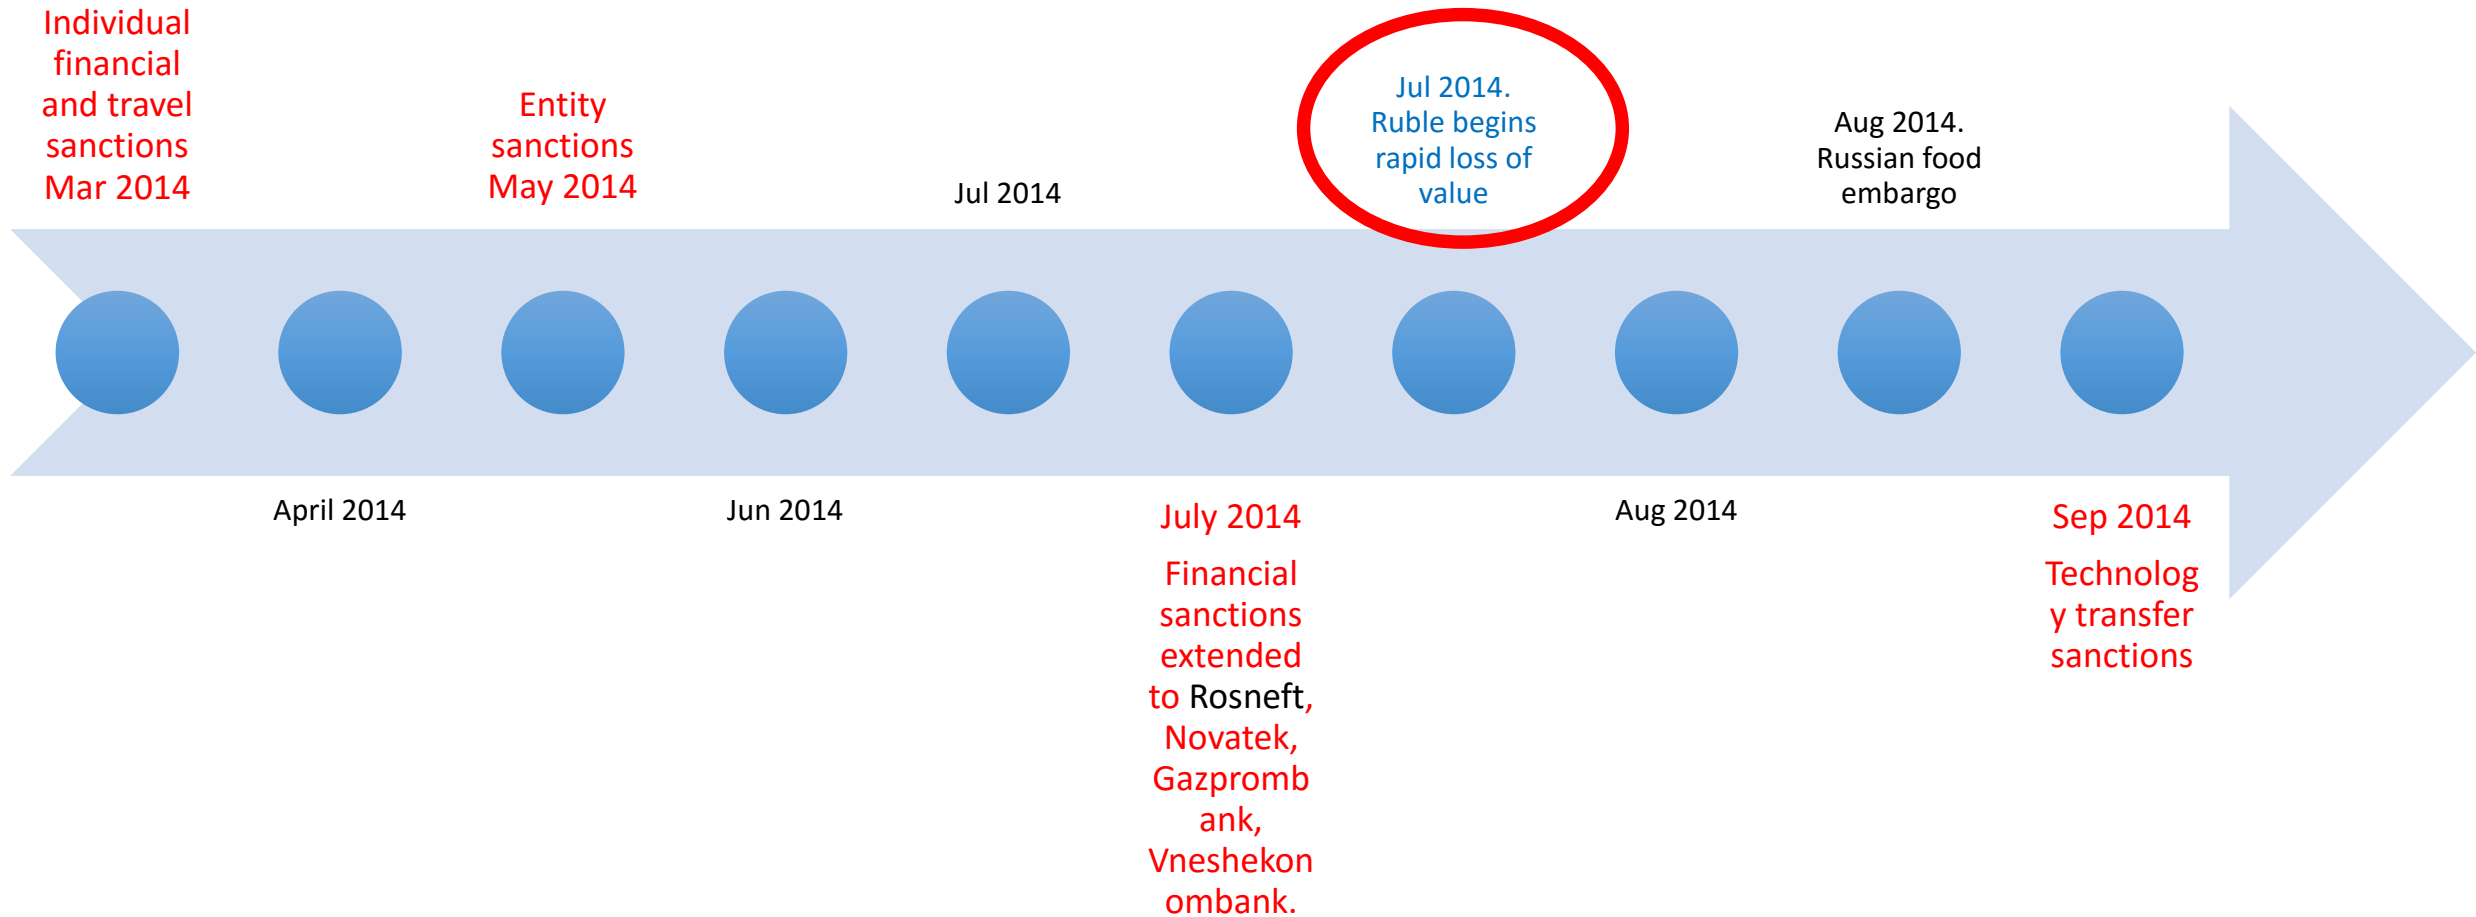 Individual
financial
and travel
sanctions
Mar 2014
April 2014
Entity
sanctions
May 2014
Jun 2014
Jul 2014
July 2014
Financial
sanctions
extended
to Rosneft,
Novatek,
Gazpromb
ank,
Vneshekon
ombank.
Jul 2014.
Ruble begins
rapid loss of
value
Aug 2014
Aug 2014.
Russian food
embargo
Sep 2014
Technolog
y transfer
sanctions